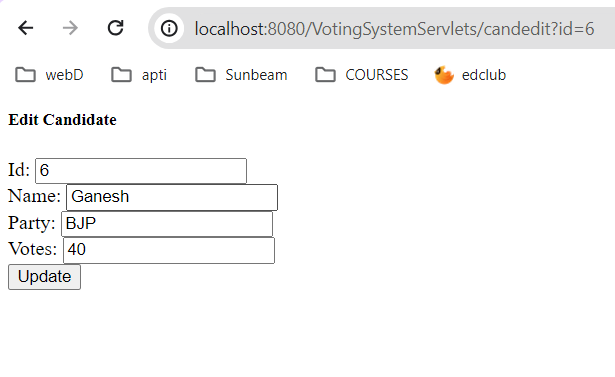 localhost:8080/VotingSystemServlets/candedit?id=6
webD apti Sunbeam COURSES edclub
Edit Candidate
Id: 6
Name: Ganesh
Party: BJP
Votes: 40
Update